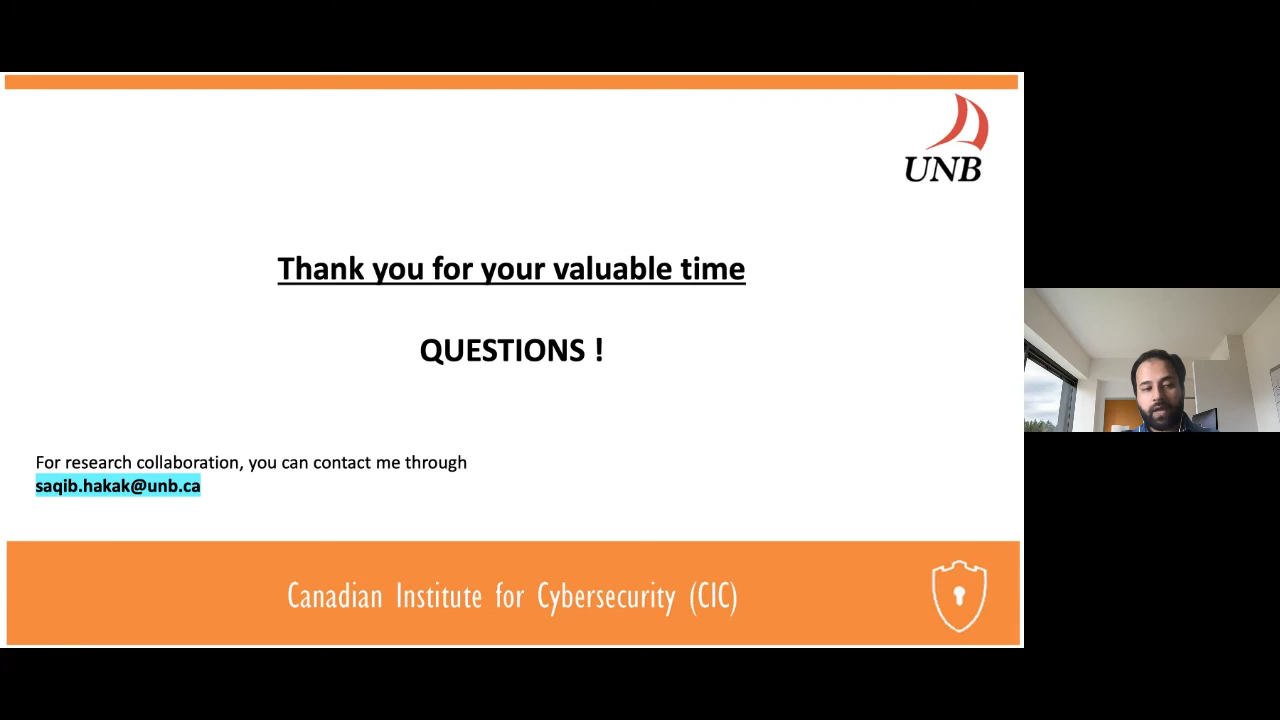 UNB
Thank you for your valuable time
QUESTIONS !
For research collaboration, you can contact me through
saqib.hakak@unb.ca
Canadian Institute for Cybersecurity (CIC)